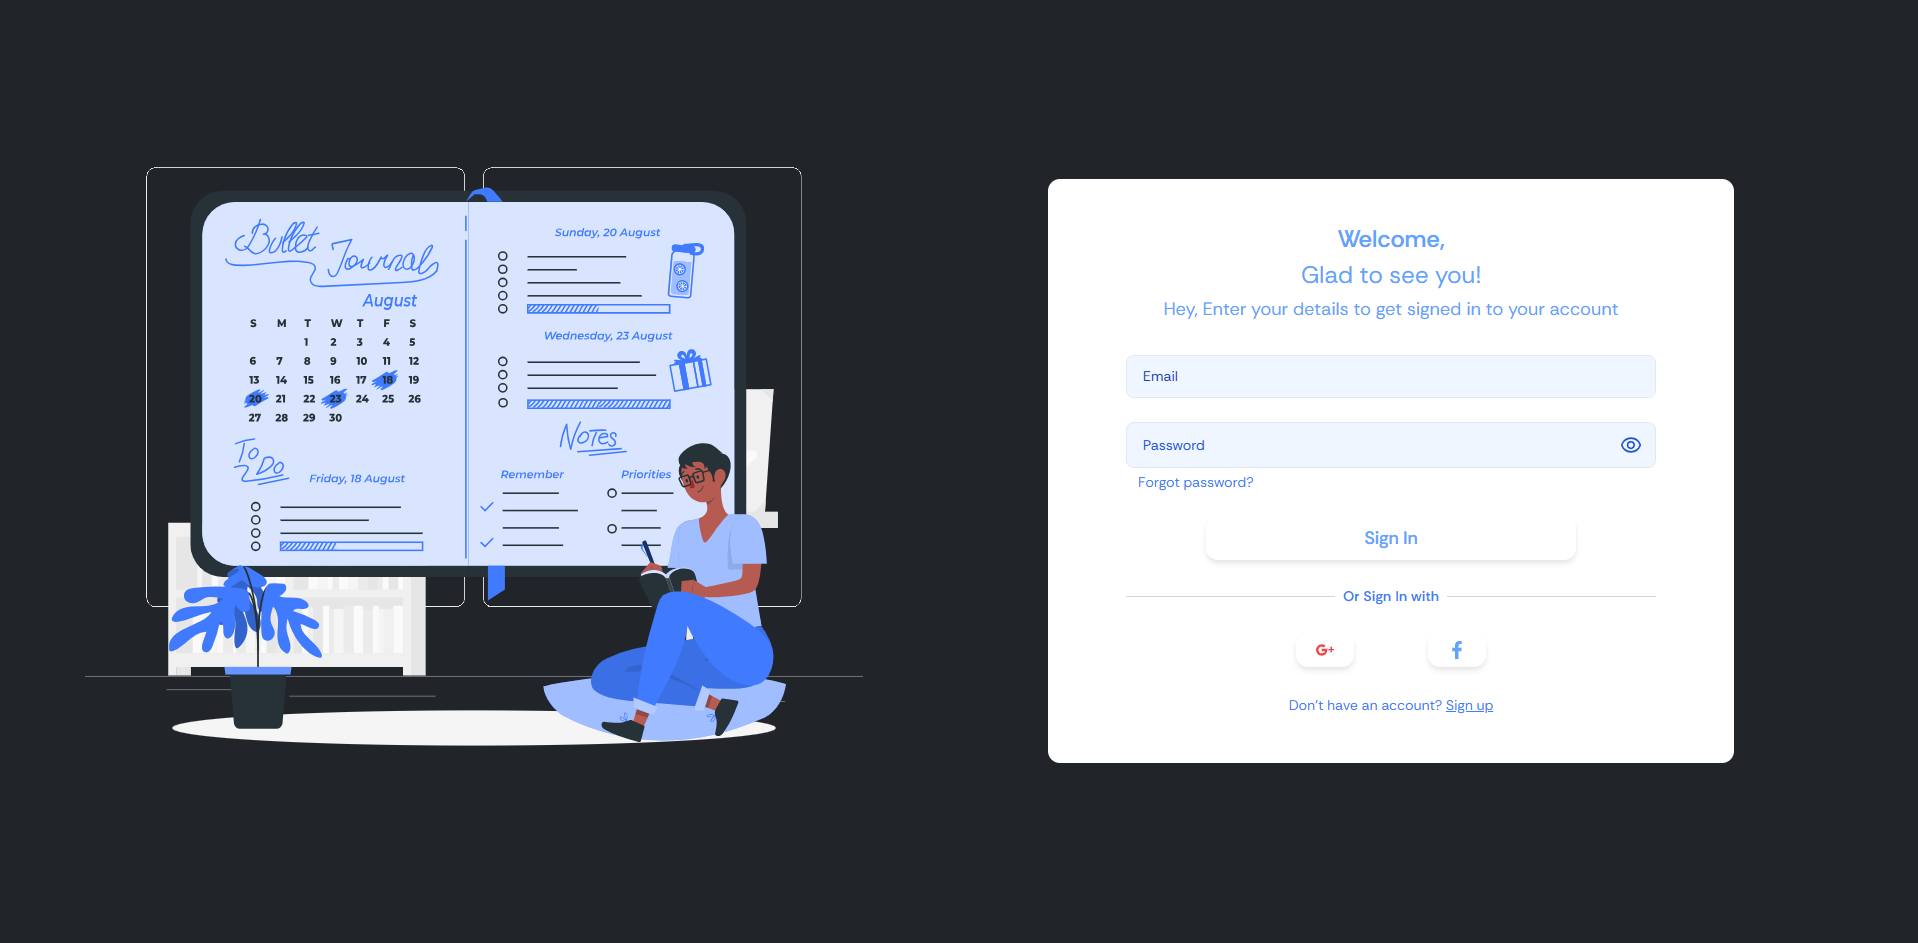 Bullet
Journal
August
S M T W T F S
1 2 3 4 5
6 7 8 9 10 11 12
13 14 15 16 17 18 19
20 21 22 23 24 25 26
27 28 29 30
To
Do
Friday, 18 August
Sunday, 20 August
Wednesday, 23 August
Notes
Remember
Priorities
Welcome,
Glad to see you!
Hey, Enter your details to get signed in to your account
Email
Password
Forgot password?
Sign In
Or Sign In with
G+
f
Don't have an account? Sign up